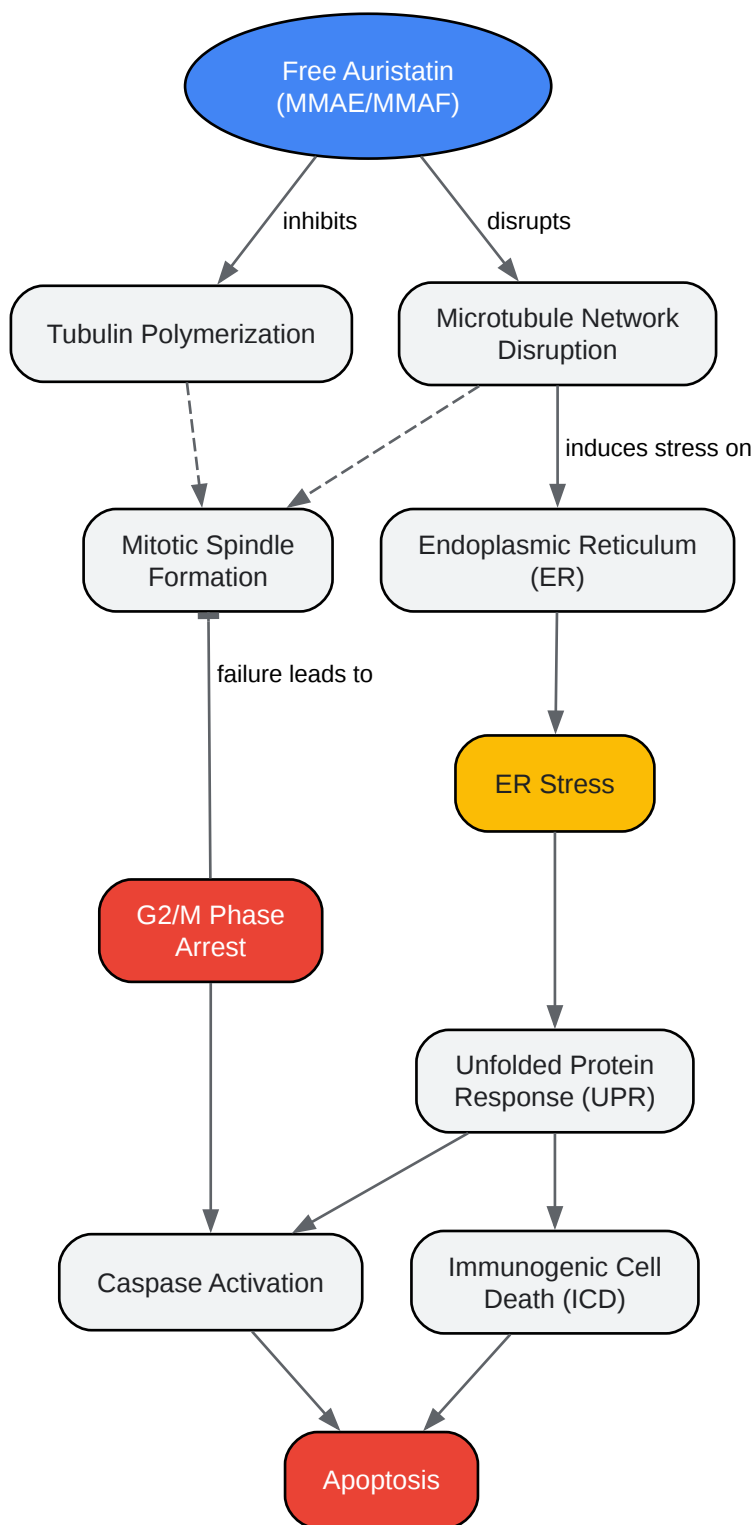 Free Auristatin
(MMAE/MMAF)
inhibits
disrupts
Tubulin Polymerization
Microtubule Network
Disruption
induces stress on
Mitotic Spindle
Formation
Endoplasmic Reticulum
(ER)
failure leads to
ER Stress
G2/M Phase
Arrest
Unfolded Protein
Response (UPR)
Caspase Activation
Immunogenic Cell
Death (ICD)
Apoptosis